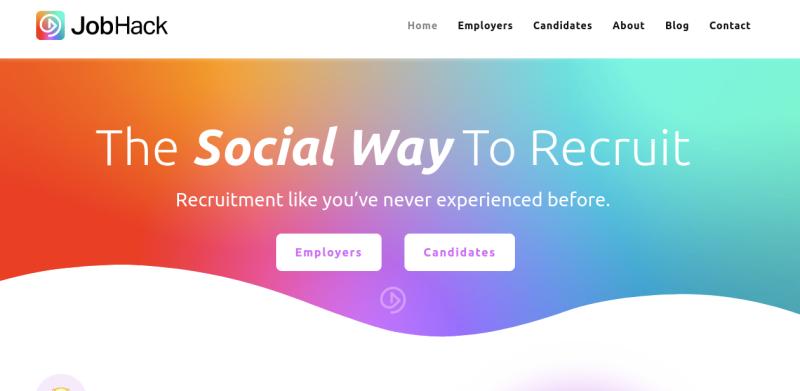 JobHack
Home Employers Candidates About Blog Contact
The Social Way To Recruit
Recruitment like you’ve never experienced before.
Employers Candidates